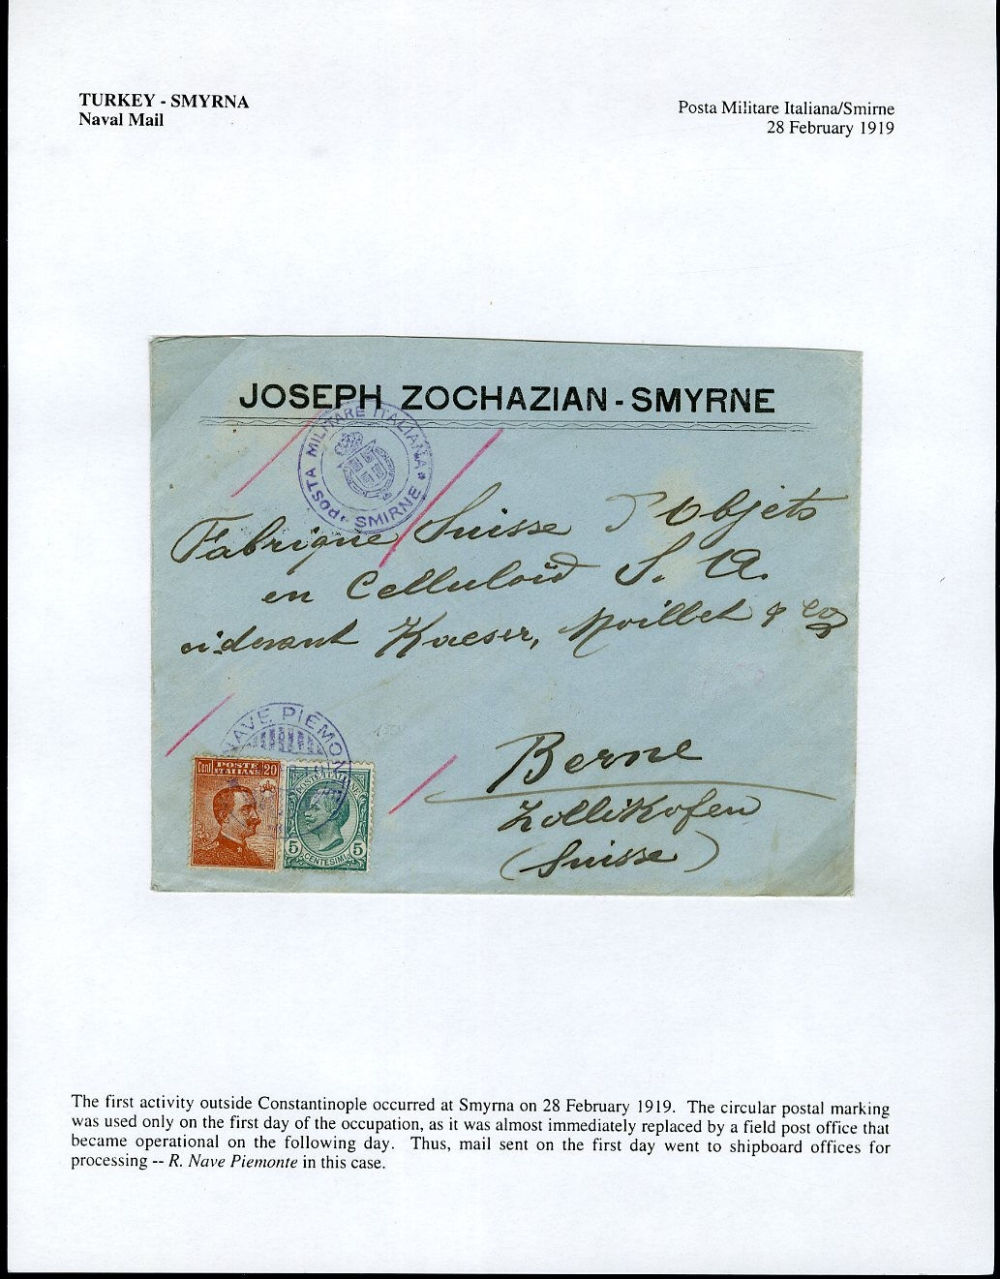 TURKEY - SMYRNA
Naval Mail
Posta Militare Italiana/Smirne
28 February 1919
JOSEPH ZOCHAZIAN - SMYRNE
POSTA MILITARE ITALIANA
SMIRNE
Fabrique Suisse d'Objets
en Celluloïd S. A.
cidevant Kaeser, Moillet & Co
Berne
Zollikofen
(Suisse)
NAVE PIEMONTE
Cent POSTE 20
ITALIANE
POSTE ITALIANE
5 CENTESIMI 5
The first activity outside Constantinople occurred at Smyrna on 28 February 1919. The circular postal marking
was used only on the first day of the occupation, as it was almost immediately replaced by a field post office that
became operational on the following day. Thus, mail sent on the first day went to shipboard offices for
processing -- R. Nave Piemonte in this case.